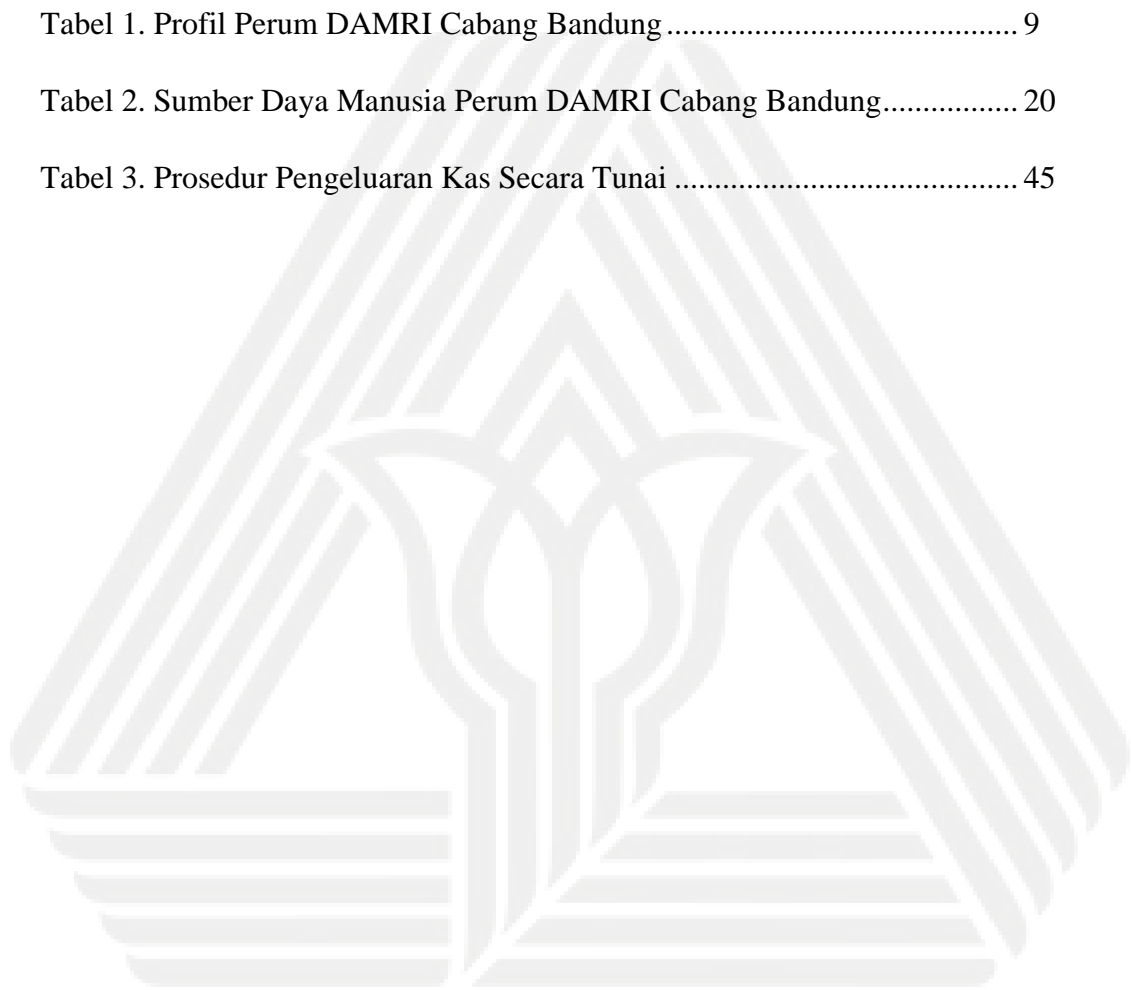 Tabel 1. Profil Perum DAMRI Cabang Bandung ....................................... 9
Tabel 2. Sumber Daya Manusia Perum DAMRI Cabang Bandung............... 20
Tabel 3. Prosedur Pengeluaran Kas Secara Tunai ...................................... 45